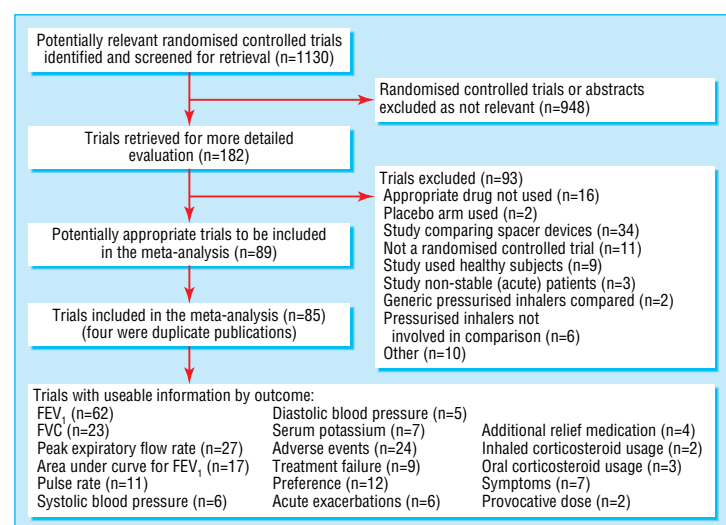 Potentially relevant randomised controlled trials
identified and screened for retrieval (n=1130)
Randomised controlled trials or abstracts
excluded as not relevant (n=948)
Trials retrieved for more detailed
evaluation (n=182)
Trials excluded (n=93)
Appropriate drug not used (n=16)
Placebo arm used (n=2)
Study comparing spacer devices (n=34)
Not a randomised controlled trial (n=11)
Study used healthy subjects (n=9)
Study non-stable (acute) patients (n=3)
Generic pressurised inhalers compared (n=2)
Pressurised inhalers not
involved in comparison (n=6)
Other (n=10)
Potentially appropriate trials to be included
in the meta-analysis (n=89)
Trials included in the meta-analysis (n=85)
(four were duplicate publications)
Trials with useable information by outcome:
FEV₁ (n=62)
FVC (n=23)
Peak expiratory flow rate (n=27)
Area under curve for FEV₁ (n=17)
Pulse rate (n=11)
Systolic blood pressure (n=6)
Diastolic blood pressure (n=5)
Serum potassium (n=7)
Adverse events (n=24)
Treatment failure (n=9)
Preference (n=12)
Acute exacerbations (n=6)
Additional relief medication (n=4)
Inhaled corticosteroid usage (n=2)
Oral corticosteroid usage (n=3)
Symptoms (n=7)
Provocative dose (n=2)